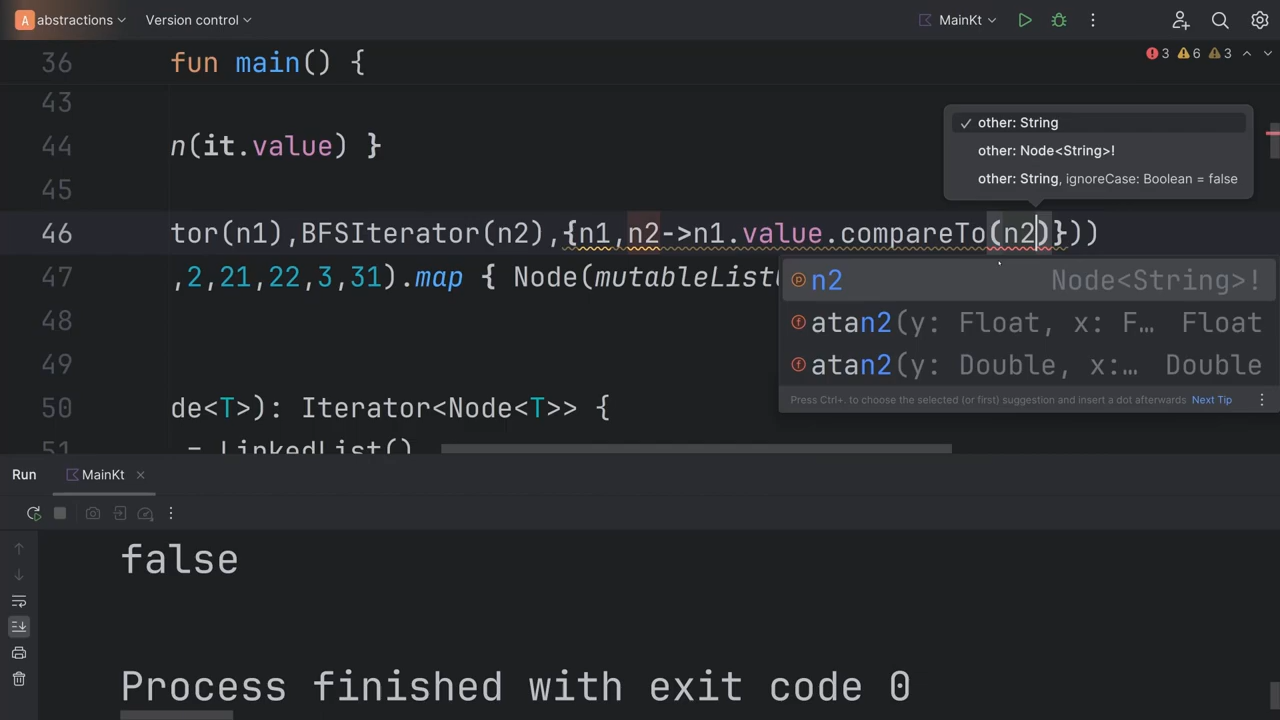 A abstractions Version control MainKt
3 6 3
36 fun main() {
43
other: String
44 n(it.value) }
other: Node<String>!
other: String, ignoreCase: Boolean = false
45
46 tor(n1),BFSIterator(n2),{n1,n2->n1.value.compareTo(n2)}))
47 ,2,21,22,3,31).map { Node(mutableList
n2 Node<String>!
48
atan2(y: Float, x: F… Float
49
atan2(y: Double, x:… Double
Press Ctrl+. to choose the selected (or first) suggestion and insert a dot afterwards Next Tip
50 de<T>): Iterator<Node<T>> {
51 = LinkedList()
Run MainKt
false
Process finished with exit code 0